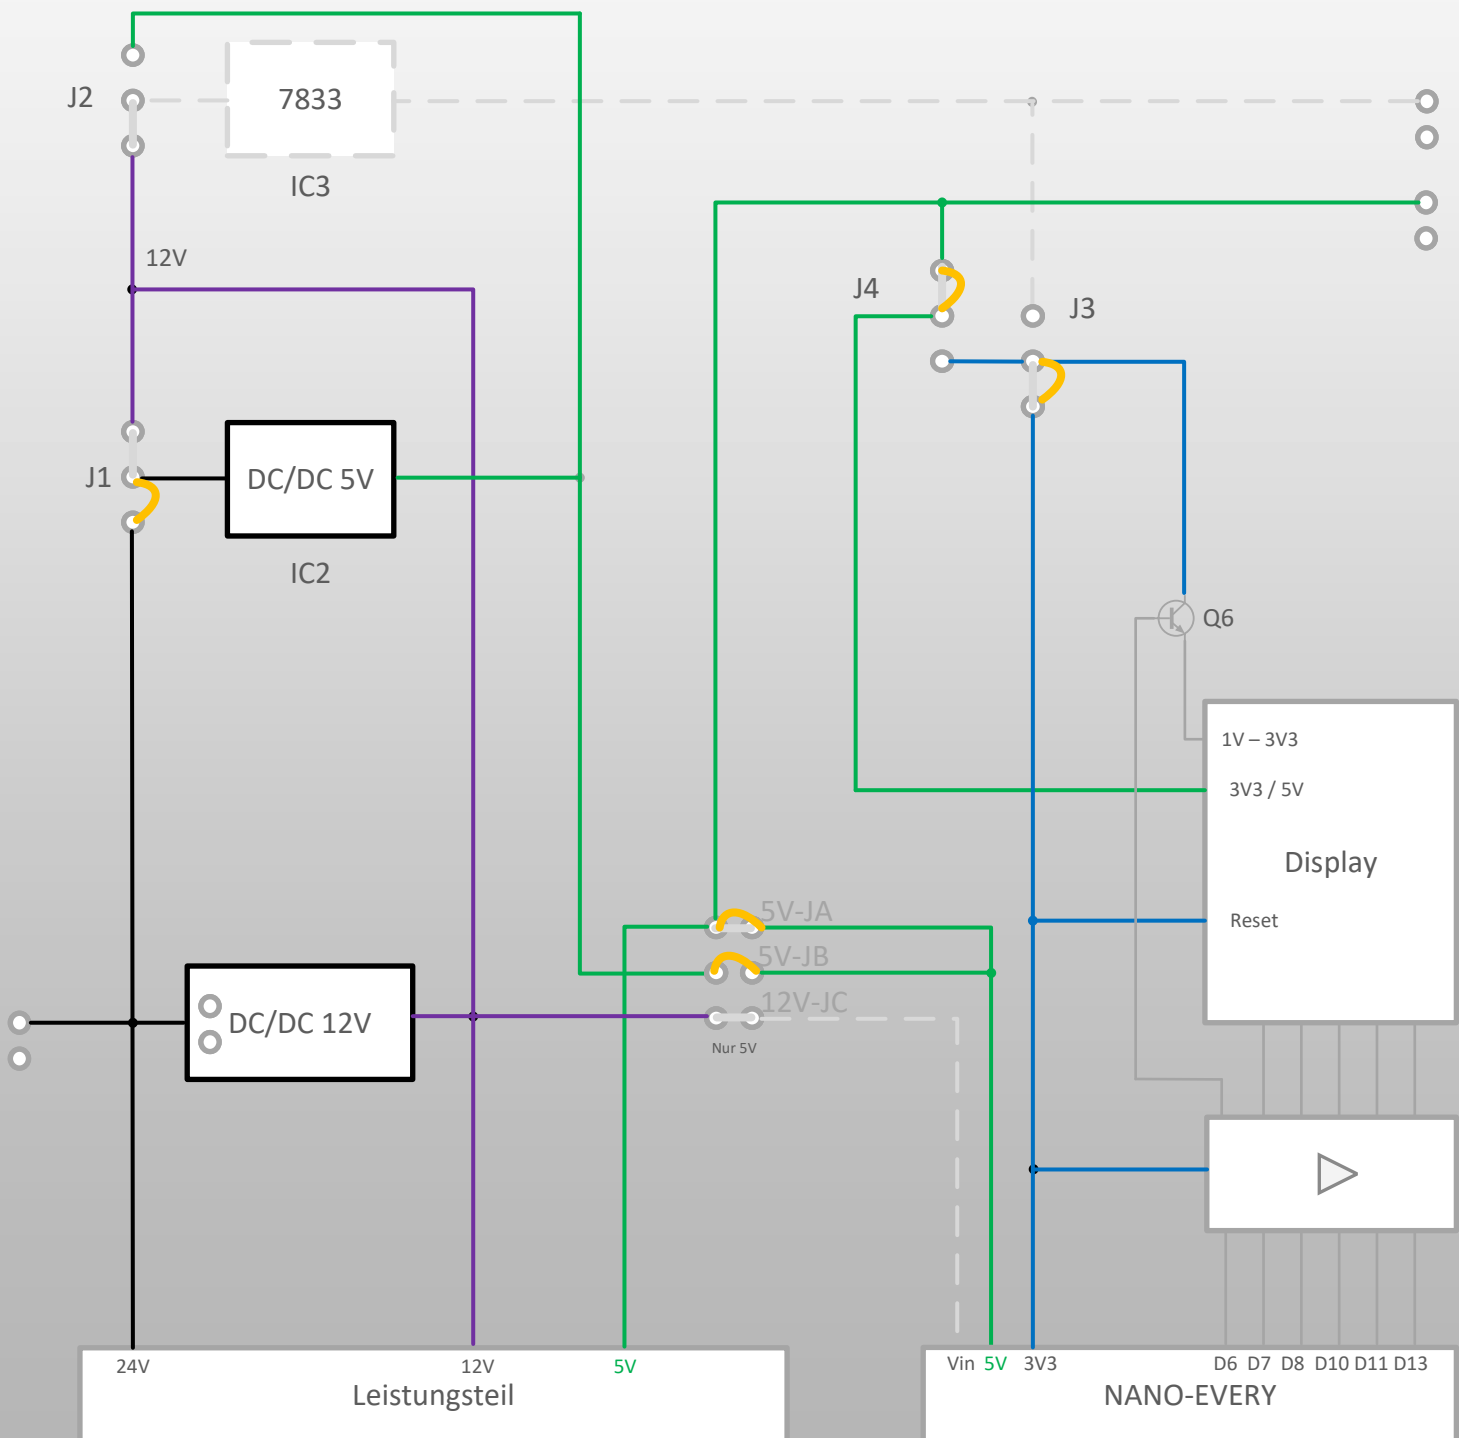 J2
7833
IC3
12V
J4
J3
J1
DC/DC 5V
IC2
Q6
1V – 3V3
3V3 / 5V
Display
5V-JA
Reset
5V-JB
12V-JC
DC/DC 12V
Nur 5V
24V
12V
5V
Leistungsteil
Vin 5V 3V3
D6 D7 D8 D10 D11 D13
NANO-EVERY